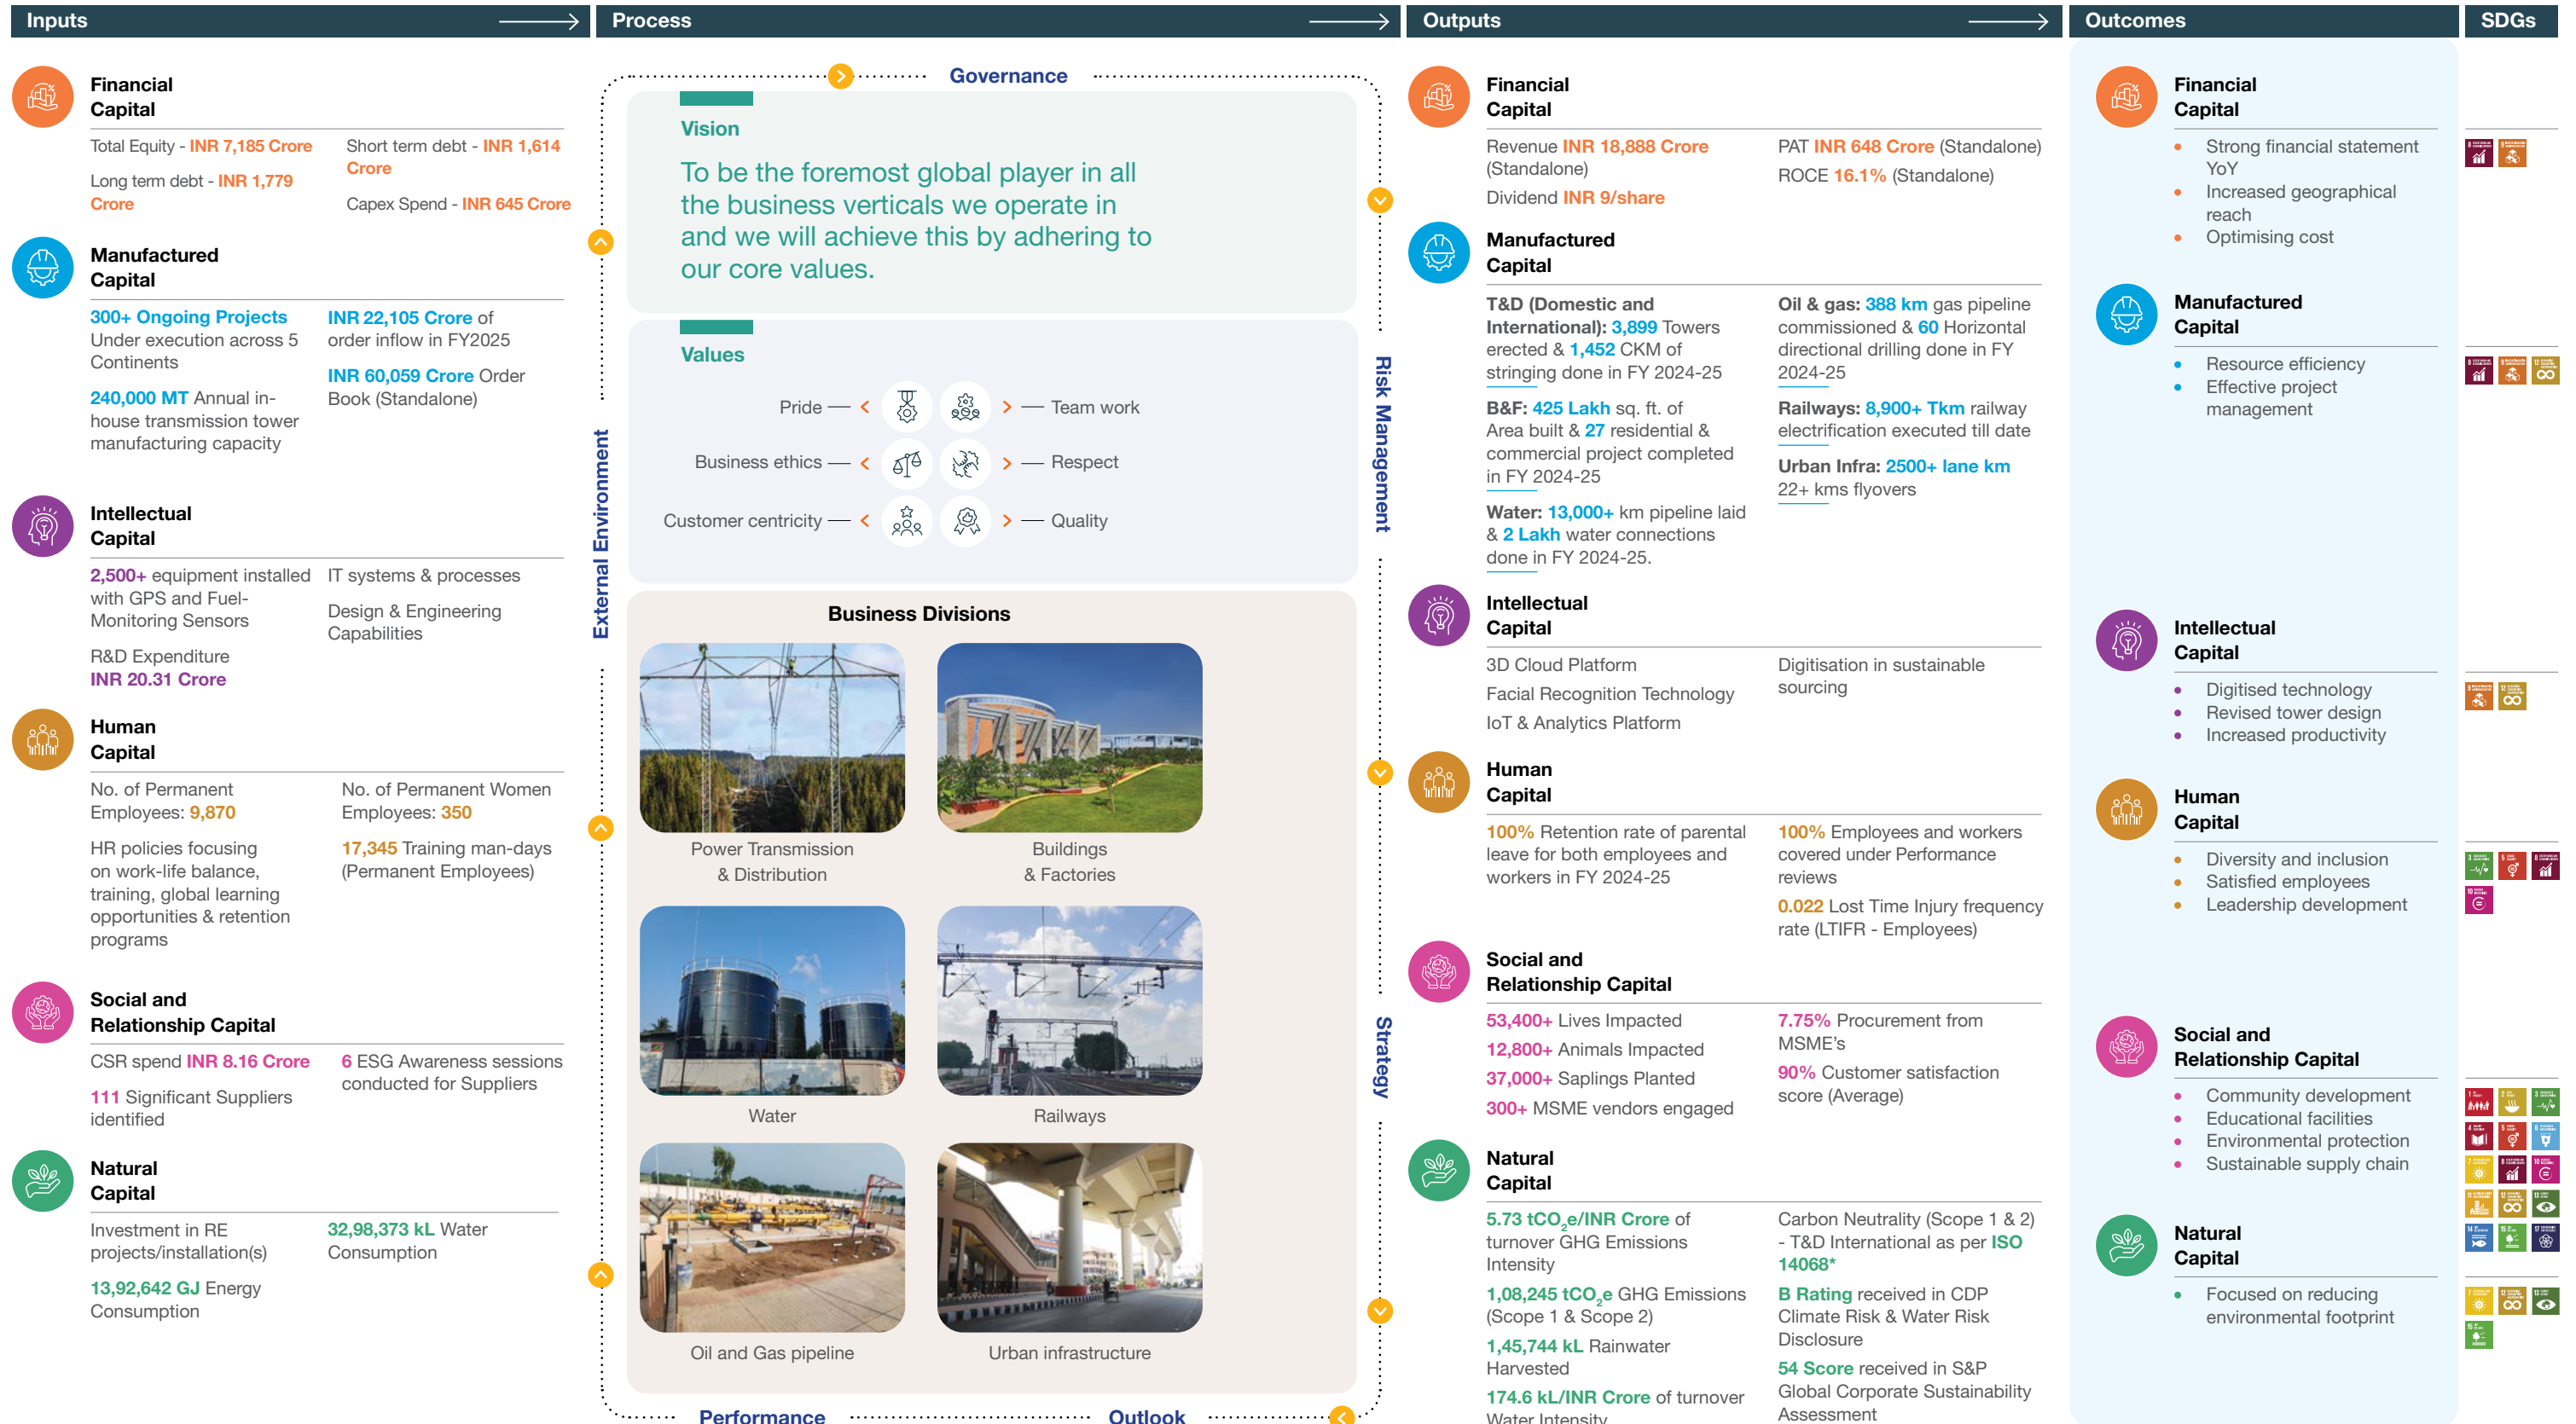 Inputs
Financial
Capital
Total Equity - INR 7,185 Crore
Long term debt - INR 1,779
Crore
Short term debt - INR 1,614
Crore
Capex Spend - INR 645 Crore
Manufactured
Capital
300+ Ongoing Projects
Under execution across 5
Continents
240,000 MT Annual in-
house transmission tower
manufacturing capacity
INR 22,105 Crore of
order inflow in FY2025
INR 60,059 Crore Order
Book (Standalone)
Intellectual
Capital
2,500+ equipment installed
with GPS and Fuel-
Monitoring Sensors
R&D Expenditure
INR 20.31 Crore
IT systems & processes
Design & Engineering
Capabilities
Human
Capital
No. of Permanent
Employees: 9,870
HR policies focusing
on work-life balance,
training, global learning
opportunities & retention
programs
No. of Permanent Women
Employees: 350
17,345 Training man-days
(Permanent Employees)
Social and
Relationship Capital
CSR spend INR 8.16 Crore
111 Significant Suppliers
identified
6 ESG Awareness sessions
conducted for Suppliers
Natural
Capital
Investment in RE
projects/installation(s)
13,92,642 GJ Energy
Consumption
32,98,373 kL Water
Consumption
Process
Governance
External Environment
Risk Management
Strategy
Performance
Outlook
Vision
To be the foremost global player in all
the business verticals we operate in
and we will achieve this by adhering to
our core values.
Values
Pride
Team work
Business ethics
Respect
Customer centricity
Quality
Business Divisions
Power Transmission
& Distribution
Buildings
& Factories
Water
Railways
Oil and Gas pipeline
Urban infrastructure
Outputs
Financial
Capital
Revenue INR 18,888 Crore
(Standalone)
Dividend INR 9/share
PAT INR 648 Crore (Standalone)
ROCE 16.1% (Standalone)
Manufactured
Capital
T&D (Domestic and
International): 3,899 Towers
erected & 1,452 CKM of
stringing done in FY 2024-25
B&F: 425 Lakh sq. ft. of
Area built & 27 residential &
commercial project completed
in FY 2024-25
Water: 13,000+ km pipeline laid
& 2 Lakh water connections
done in FY 2024-25.
Oil & gas: 388 km gas pipeline
commissioned & 60 Horizontal
directional drilling done in FY
2024-25
Railways: 8,900+ Tkm railway
electrification executed till date
Urban Infra: 2500+ lane km
22+ kms flyovers
Intellectual
Capital
3D Cloud Platform
Facial Recognition Technology
IoT & Analytics Platform
Digitisation in sustainable
sourcing
Human
Capital
100% Retention rate of parental
leave for both employees and
workers in FY 2024-25
100% Employees and workers
covered under Performance
reviews
0.022 Lost Time Injury frequency
rate (LTIFR - Employees)
Social and
Relationship Capital
53,400+ Lives Impacted
12,800+ Animals Impacted
37,000+ Saplings Planted
300+ MSME vendors engaged
7.75% Procurement from
MSME's
90% Customer satisfaction
score (Average)
Natural
Capital
5.73 tCO2e/INR Crore of
turnover GHG Emissions
Intensity
1,08,245 tCO2e GHG Emissions
(Scope 1 & Scope 2)
1,45,744 kL Rainwater
Harvested
174.6 kL/INR Crore of turnover
Water Intensity
Carbon Neutrality (Scope 1 & 2)
- T&D International as per ISO
14068*
B Rating received in CDP
Climate Risk & Water Risk
Disclosure
54 Score received in S&P
Global Corporate Sustainability
Assessment
Outcomes
Financial
Capital
• Strong financial statement
YoY
• Increased geographical
reach
• Optimising cost
Manufactured
Capital
• Resource efficiency
• Effective project
management
Intellectual
Capital
• Digitised technology
• Revised tower design
• Increased productivity
Human
Capital
• Diversity and inclusion
• Satisfied employees
• Leadership development
Social and
Relationship Capital
• Community development
• Educational facilities
• Environmental protection
• Sustainable supply chain
Natural
Capital
• Focused on reducing
environmental footprint
SDGs